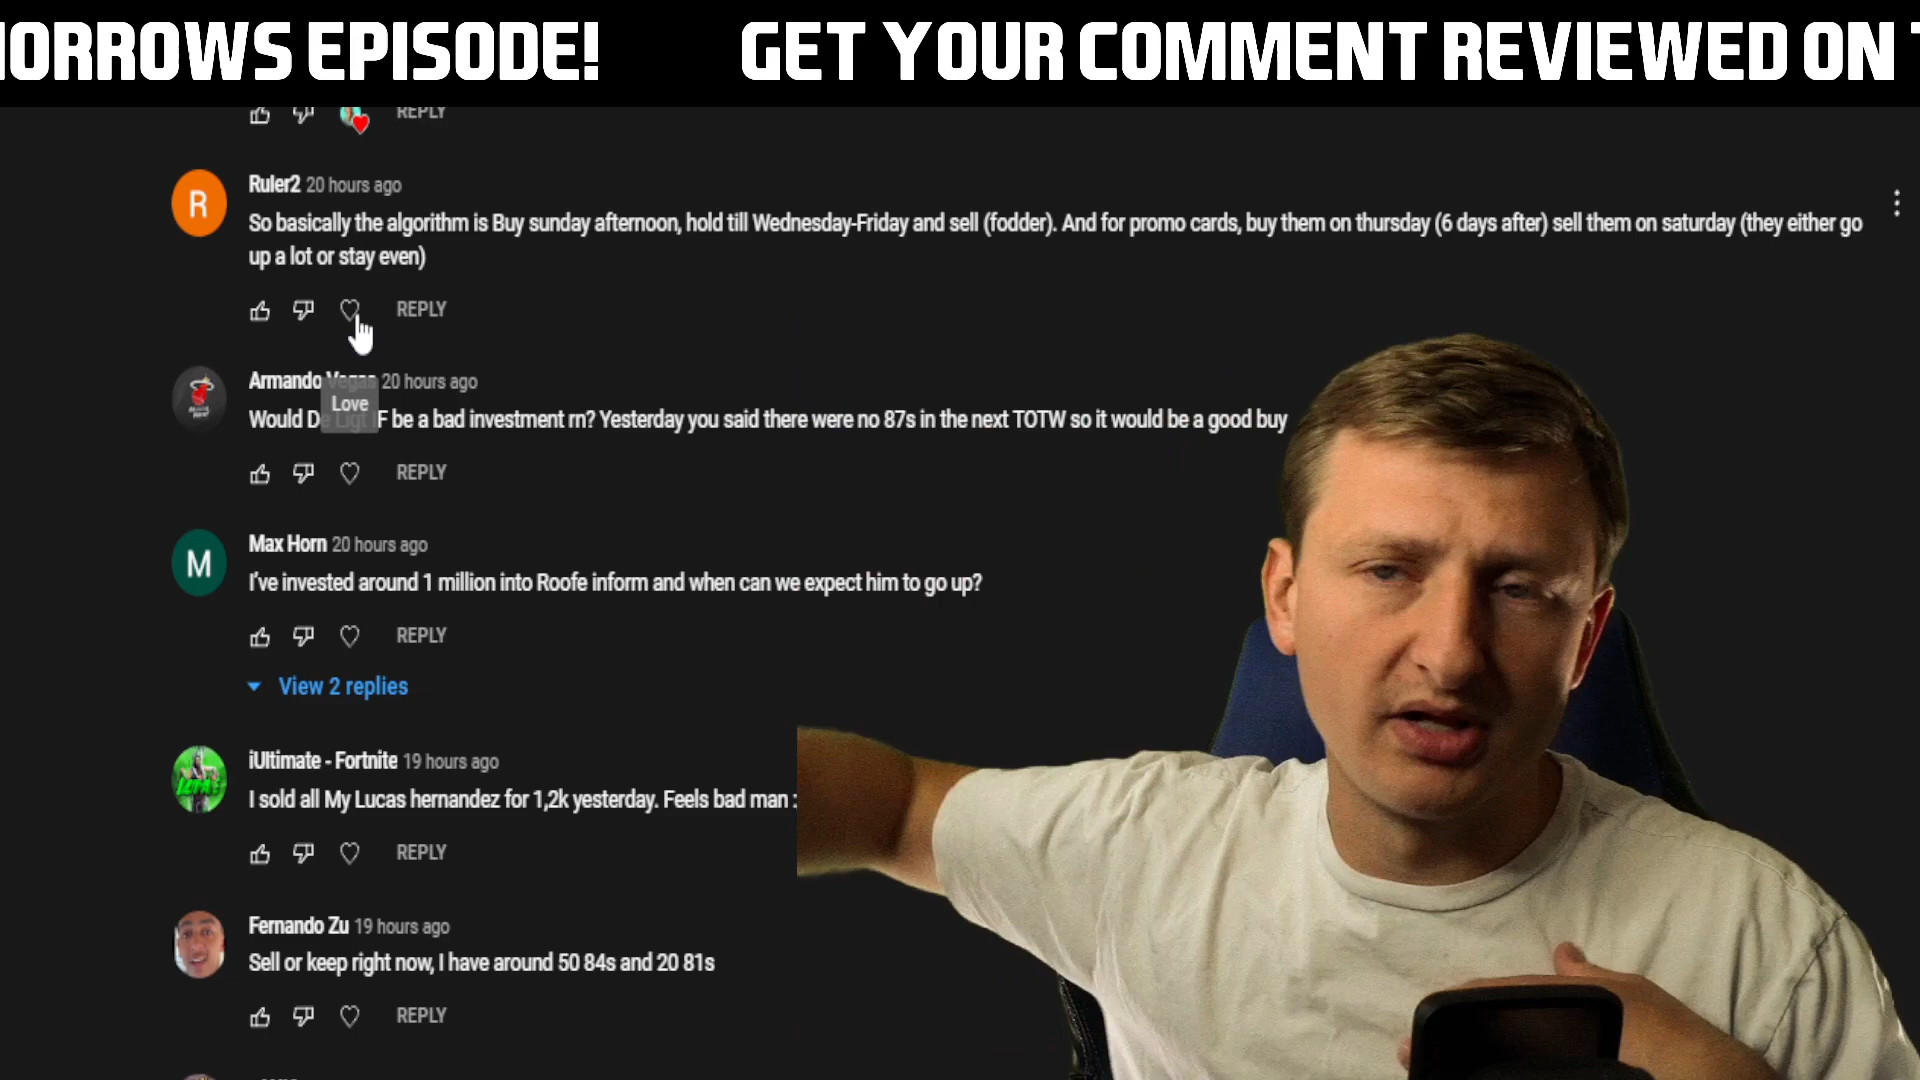 MORROWS EPISODE! GET YOUR COMMENT REVIEWED ON
REPLY
R
Ruler2 20 hours ago
So basically the algorithm is Buy sunday afternoon, hold till Wednesday-Friday and sell (fodder). And for promo cards, buy them on thursday (6 days after) sell them on saturday (they either go
up a lot or stay even)
REPLY
Armando Vegas 20 hours ago
Love
Would De Ligt IF be a bad investment rn? Yesterday you said there were no 87s in the next TOTW so it would be a good buy
REPLY
M
Max Horn 20 hours ago
I've invested around 1 million into Roofe inform and when can we expect him to go up?
REPLY
View 2 replies
iUltimate - Fortnite 19 hours ago
I sold all My Lucas hernandez for 1,2k yesterday. Feels bad man :
REPLY
Fernando Zu 19 hours ago
Sell or keep right now, I have around 50 84s and 20 81s
REPLY